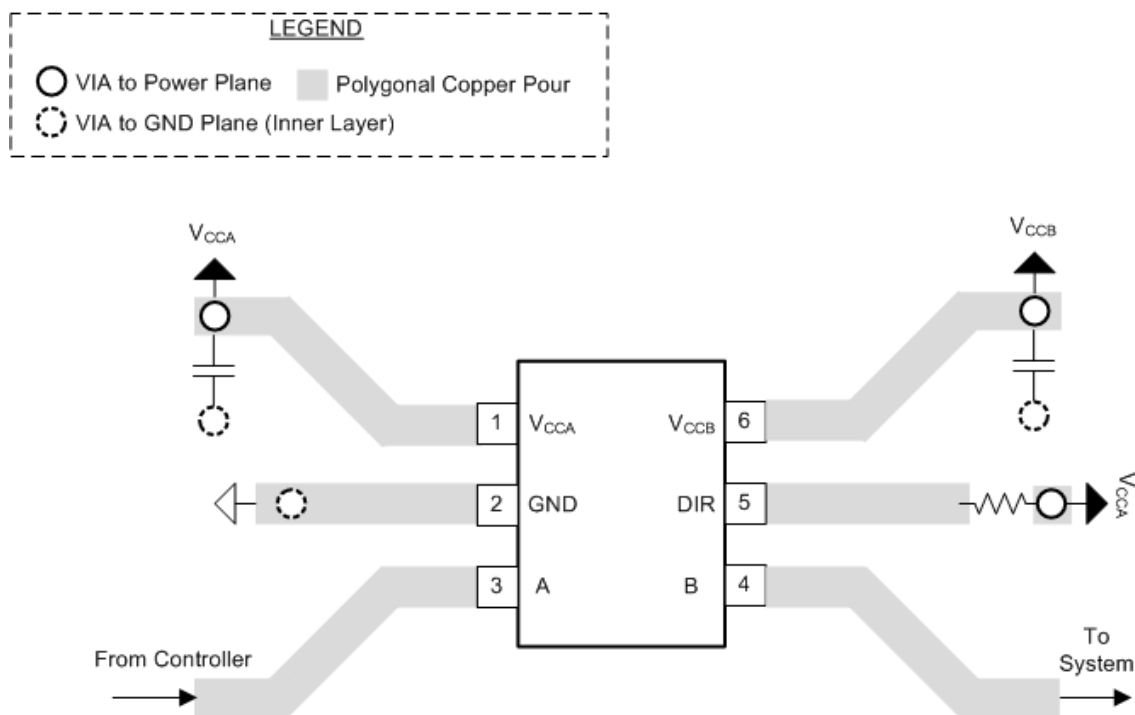 LEGEND
VIA to Power Plane
Polygonal Copper Pour
VIA to GND Plane (Inner Layer)
VCCA
VCCB
1
VCCA
VCCB
6
2
GND
DIR
5
VCCA
3
A
B
4
From Controller
To
System